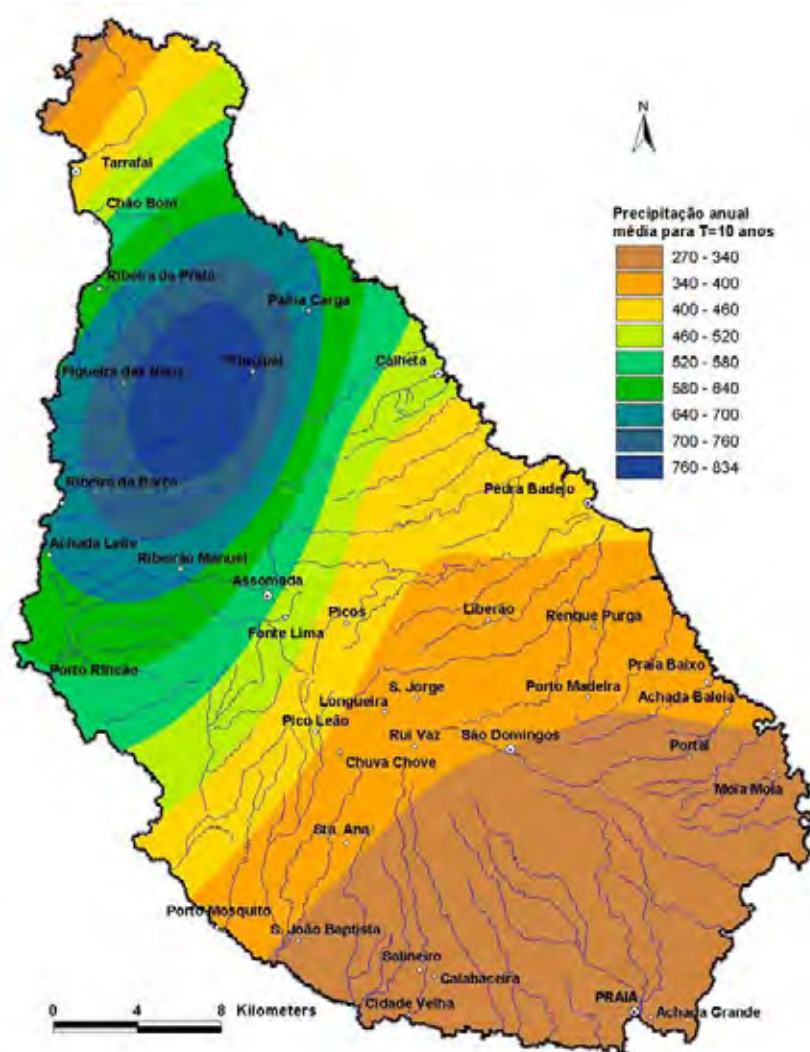 N
Tarrafal
Chão Bom
Precipitação anual
média para T=10 anos
270 - 340
340 - 400
400 - 460
460 - 520
520 - 580
580 - 640
640 - 700
700 - 760
760 - 834
Ribeira da Prata
Palha Carga
Principal
Calheta
Figueira das Naus
Ribeira da Barca
Pedra Badejo
Achada Leite
Ribeirão Manuel
Assomada
Fonte Lima
Picos
Liberão
Renque Purga
Porto Rincão
Praia Baixo
Longueira
S. Jorge
Porto Madeira
Achada Baleia
Pico Leão
Rui Vaz
São Domingos
Portal
Chuva Chove
Moia Moia
Sta. Ana
Porto Mosquito
S. João Baptista
Salineiro
Calabaceira
Cidade Velha
PRAIA
Achada Grande
0 4 8 Kilometers